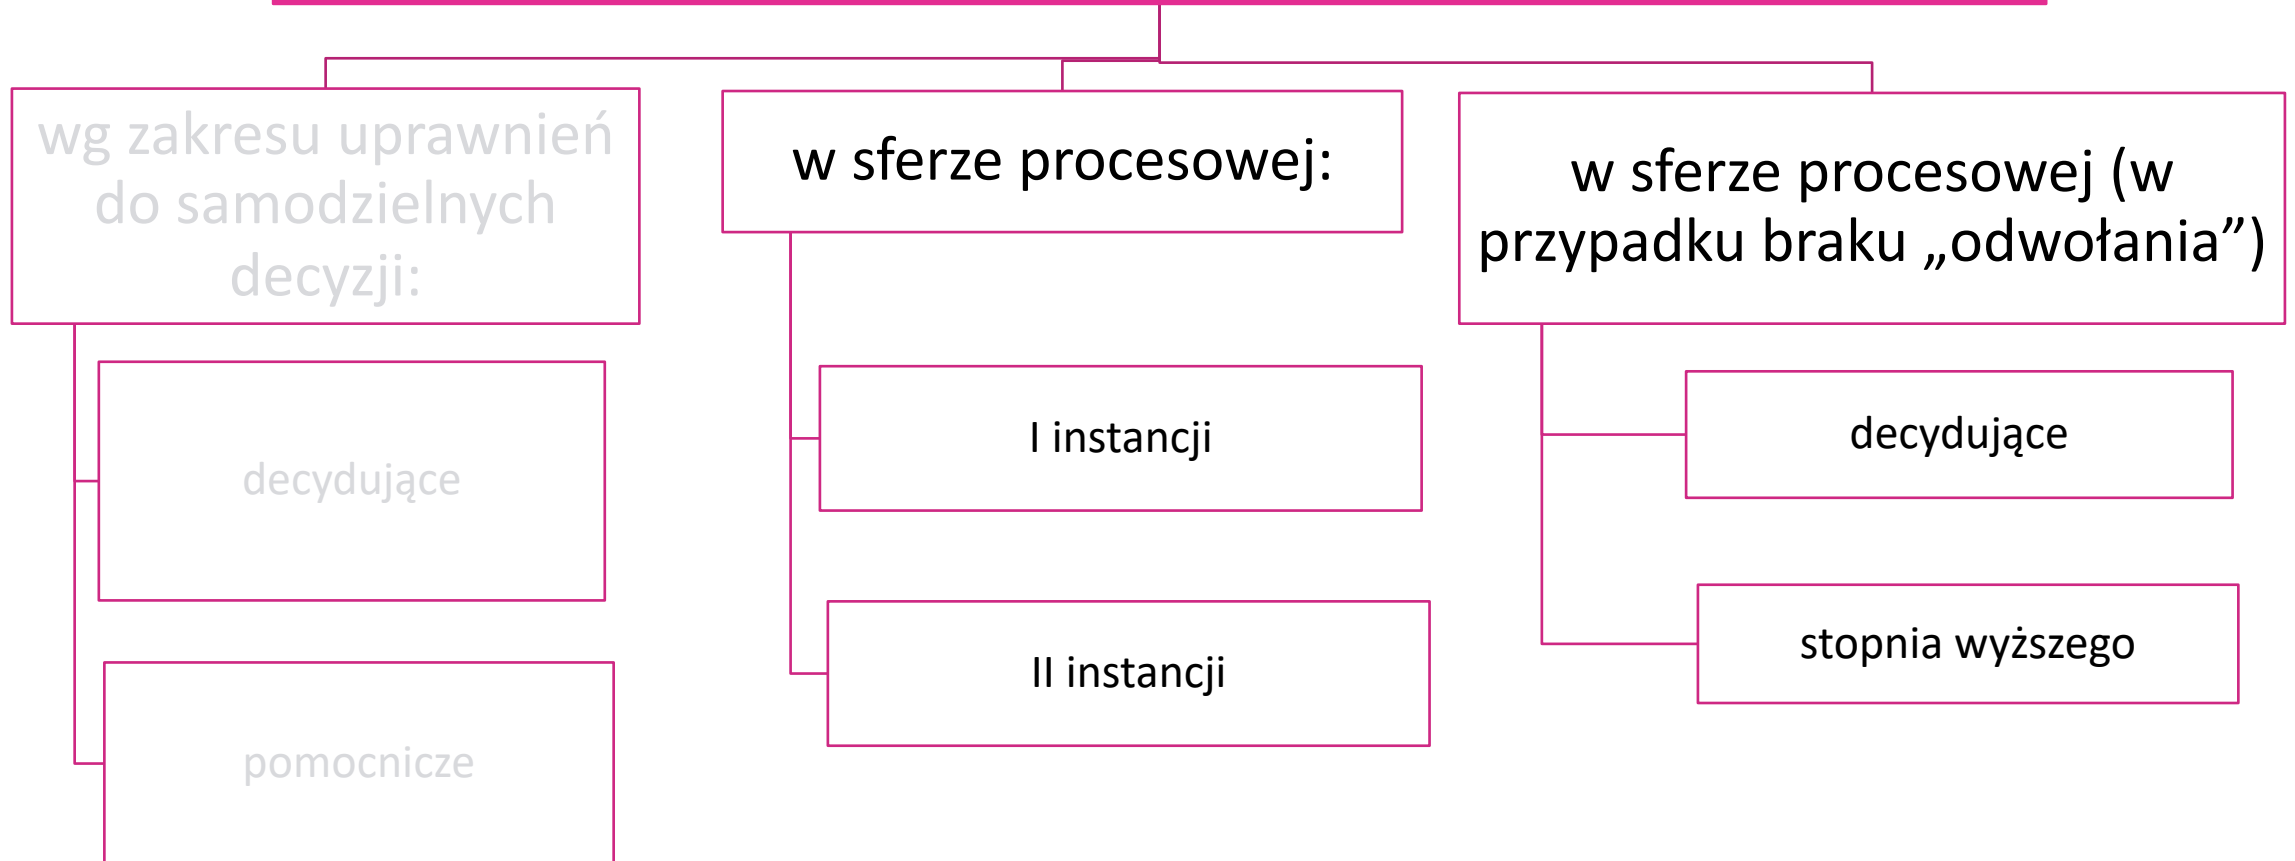 wg zakresu uprawnień
do samodzielnych
decyzji:
decydujące
pomocnicze
w sferze procesowej:
I instancji
II instancji
w sferze procesowej (w
przypadku braku „odwołania”)
decydujące
stopnia wyższego